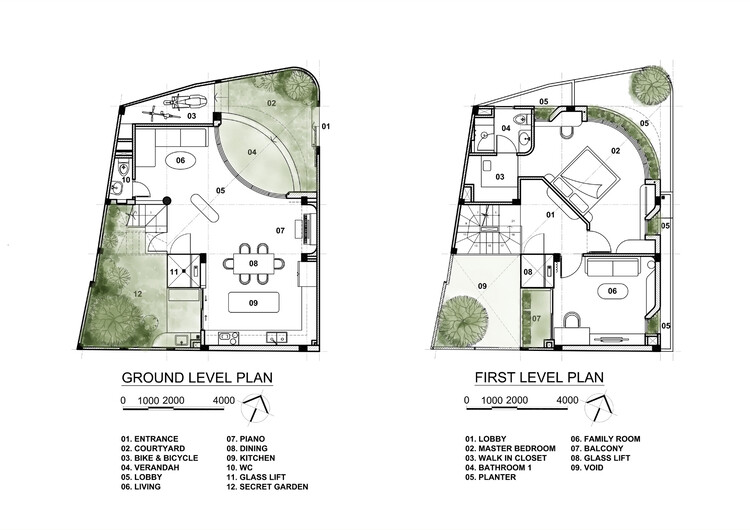 03
02
01
04
06
05
10
07
11
08
12
09
GROUND LEVEL PLAN
0 1000 2000 4000
01. ENTRANCE
02. COURTYARD
03. BIKE & BICYCLE
04. VERANDAH
05. LOBBY
06. LIVING
07. PIANO
08. DINING
09. KITCHEN
10. WC
11. GLASS LIFT
12. SECRET GARDEN
05
04
05
02
03
01
05
09
08
06
07
05
FIRST LEVEL PLAN
0 1000 2000 4000
01. LOBBY
02. MASTER BEDROOM
03. WALK IN CLOSET
04. BATHROOM 1
05. PLANTER
06. FAMILY ROOM
07. BALCONY
08. GLASS LIFT
09. VOID